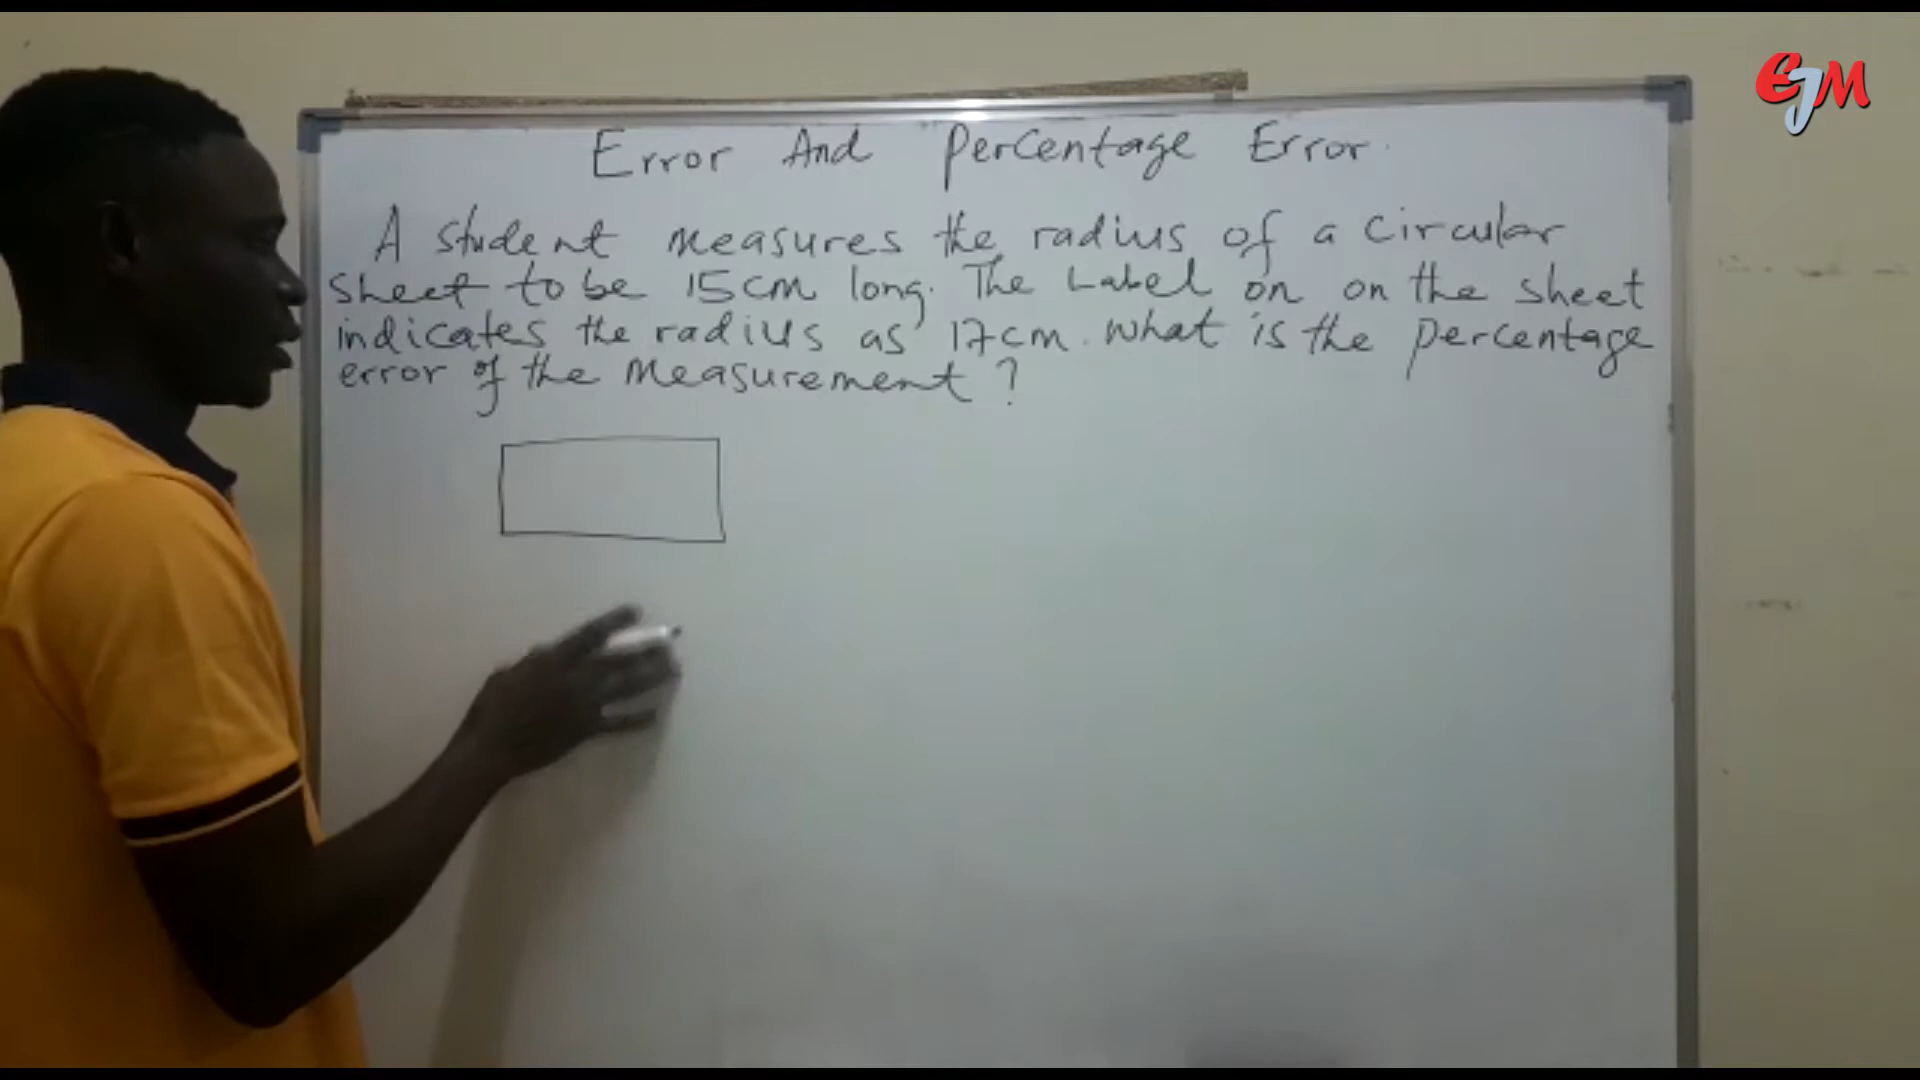 EJM
Error And Percentage Error
A student measures the radius of a circular
sheet to be 15cm long. The Label on on the sheet
indicates the radius as 17cm. What is the percentage
error of the measurement?